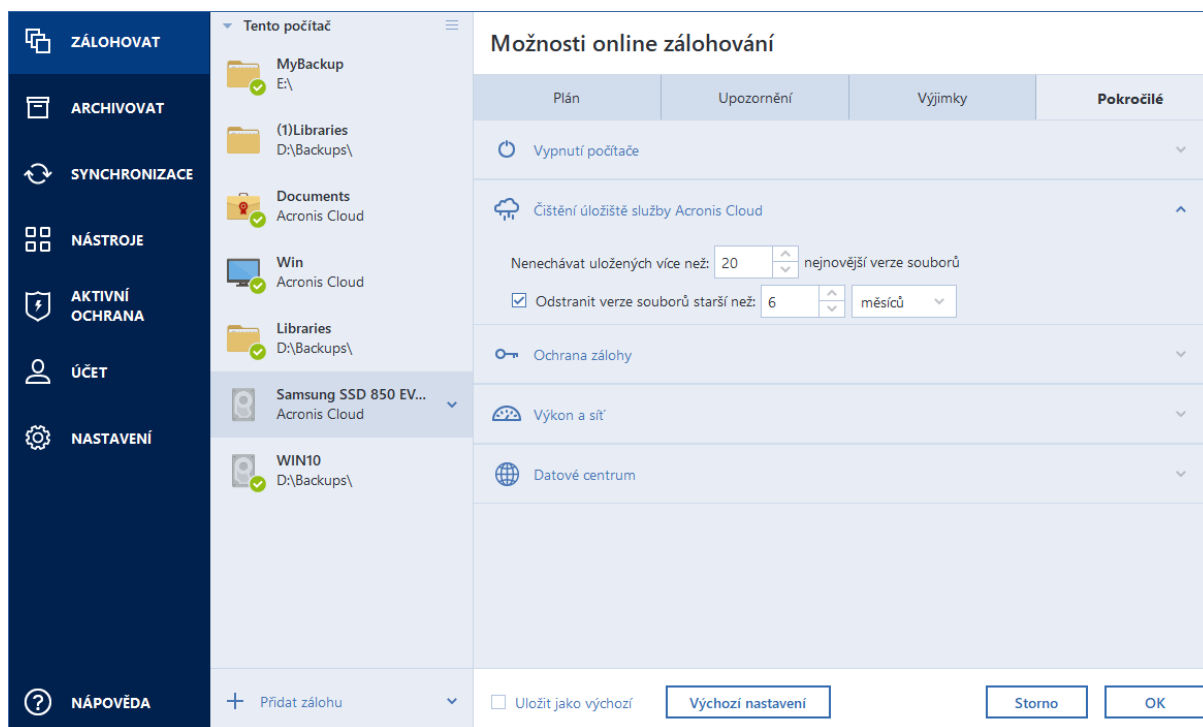 ZÁLOHOVAT
ARCHIVOVAT
SYNCHRONIZACE
NÁSTROJE
AKTIVNÍ
OCHRANA
ÚČET
NASTAVENÍ
NÁPOVĚDA
Tento počítač
MyBackup
E:\
(1)Libraries
D:\Backups\
Documents
Acronis Cloud
Win
Acronis Cloud
Libraries
D:\Backups\
Samsung SSD 850 EV...
Acronis Cloud
WIN10
D:\Backups\
Přidat zálohu
Možnosti online zálohování
Plán Upozornění Výjimky Pokročilé
Vypnutí počítače
Čištění úložiště služby Acronis Cloud
Nenechávat uložených více než: 20 nejnovější verze souborů
Odstranit verze souborů starší než: 6 měsíců
Ochrana zálohy
Výkon a síť
Datové centrum
Uložit jako výchozí Výchozí nastavení Storno OK